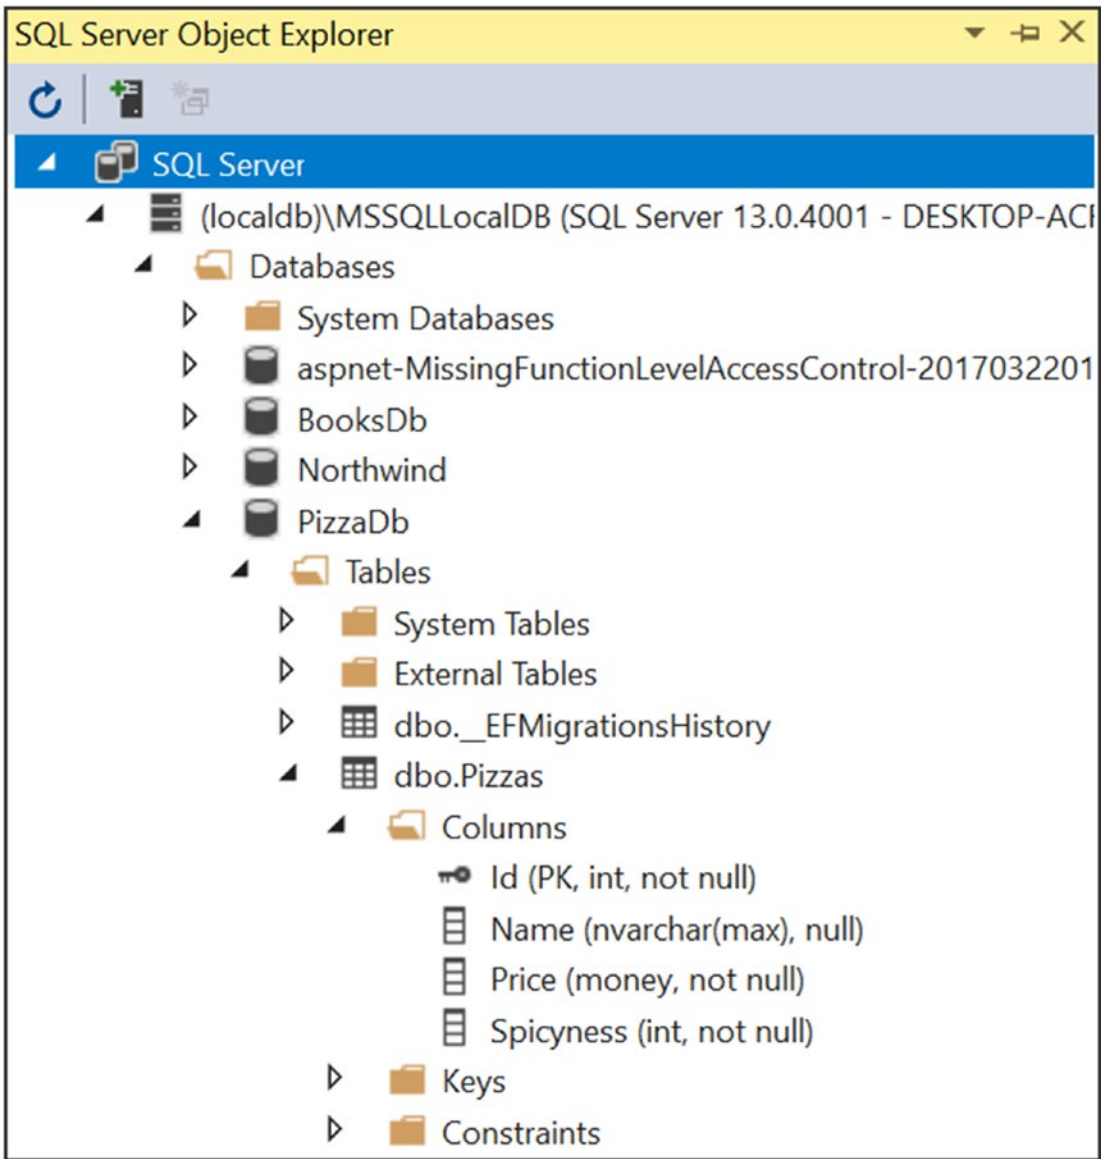 SQL Server Object Explorer
SQL Server
(localdb)\MSSQLLocalDB (SQL Server 13.0.4001 - DESKTOP-ACF
Databases
System Databases
aspnet-MissingFunctionLevelAccessControl-2017032201
BooksDb
Northwind
PizzaDb
Tables
System Tables
External Tables
dbo.__EFMigrationsHistory
dbo.Pizzas
Columns
Id (PK, int, not null)
Name (nvarchar(max), null)
Price (money, not null)
Spicyness (int, not null)
Keys
Constraints